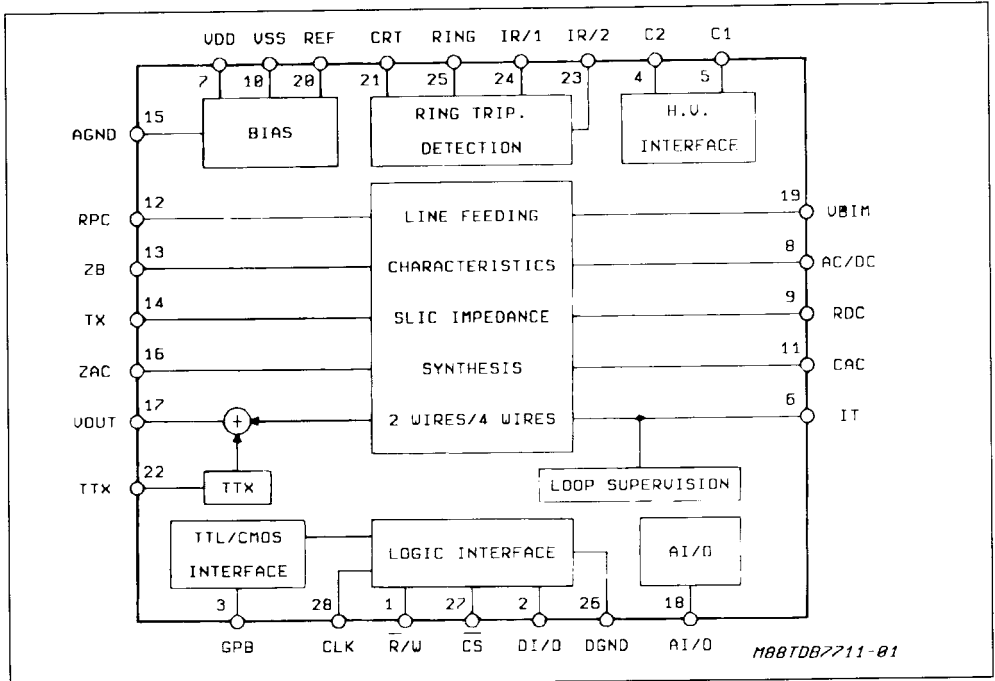 VDD VSS REF CRT RING IR/1 IR/2 C2 C1
7 10 20 21 25 24 23 4 5
15
AGND
BIAS
RING TRIP.
DETECTION
H.V.
INTERFACE
12
RPC
LINE FEEDING
19
VBIM
13
ZB
CHARACTERISTICS
8
AC/DC
14
TX
SLIC IMPEDANCE
9
RDC
16
ZAC
SYNTHESIS
11
CAC
17
VOUT
+
2 WIRES/4 WIRES
6
IT
22
TTX
TTX
LOOP SUPERVISION
TTL/CMOS
INTERFACE
LOGIC INTERFACE
AI/O
3 28 1 27 2 26 18
GPB CLK R̅/W C̅S̅ DI/O DGND AI/O
M88TDB7711-01